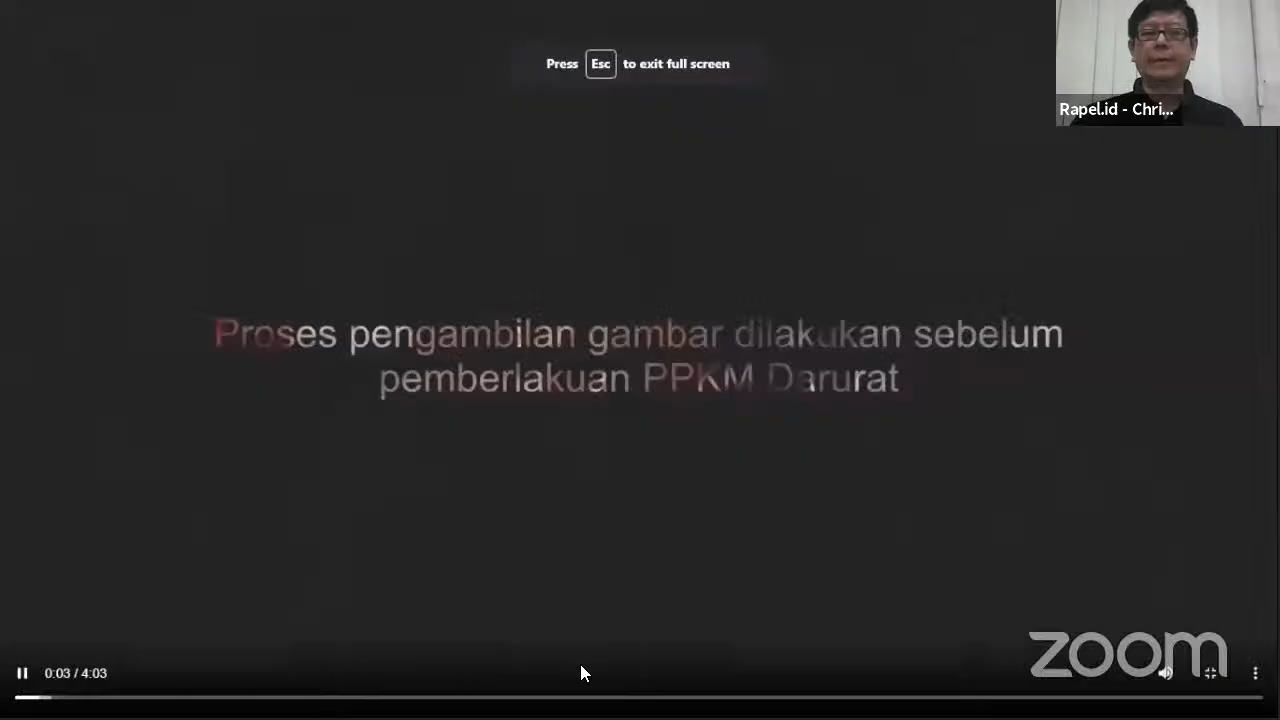 Press Esc to exit full screen
Rapel.id - Chri...
Proses pengambilan gambar dilakukan sebelum
pemberlakuan PPKM Darurat
zoom
0:03 / 4:03